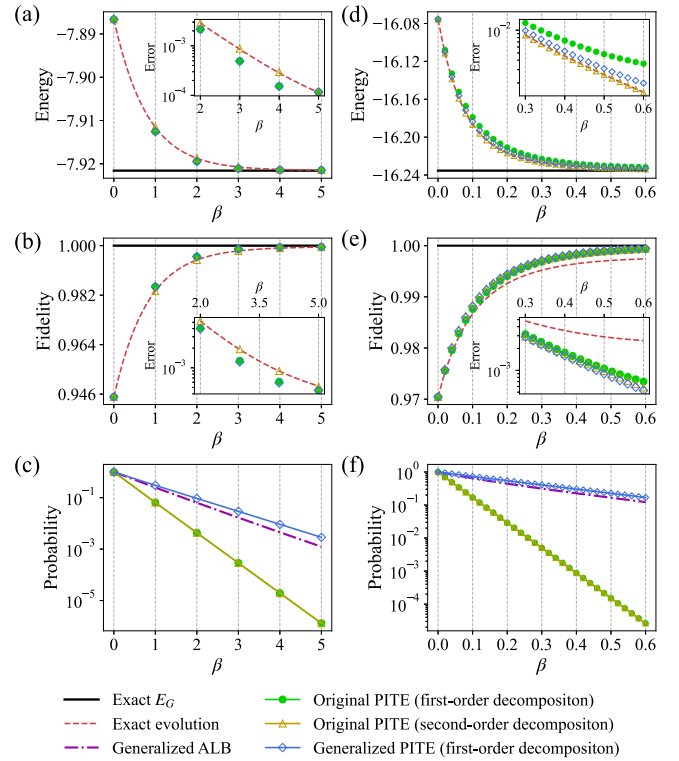 (a)
−7.89
−7.90
−7.91
−7.92
Energy
0
1
2
3
4
5
β
Error
10⁻³
10⁻⁴
2
3
4
5
β
(d)
−16.08
−16.12
−16.16
−16.20
−16.24
Energy
0.0
0.1
0.2
0.3
0.4
0.5
0.6
β
Error
10⁻²
0.3
0.4
0.5
0.6
β
(b)
1.000
0.982
0.964
0.946
Fidelity
0
1
2
3
4
5
β
β
2.0
3.5
5.0
Error
10⁻³
(e)
1.00
0.99
0.98
0.97
Fidelity
0.0
0.1
0.2
0.3
0.4
0.5
0.6
β
β
0.3
0.4
0.5
0.6
Error
10⁻³
(c)
10⁻¹
10⁻³
10⁻⁵
Probability
0
1
2
3
4
5
β
(f)
10⁰
10⁻¹
10⁻²
10⁻³
10⁻⁴
Probability
0.0
0.1
0.2
0.3
0.4
0.5
0.6
β
Exact E_G
Exact evolution
Generalized ALB
Original PITE (first-order decompositon)
Original PITE (second-order decompositon)
Generalized PITE (first-order decompositon)